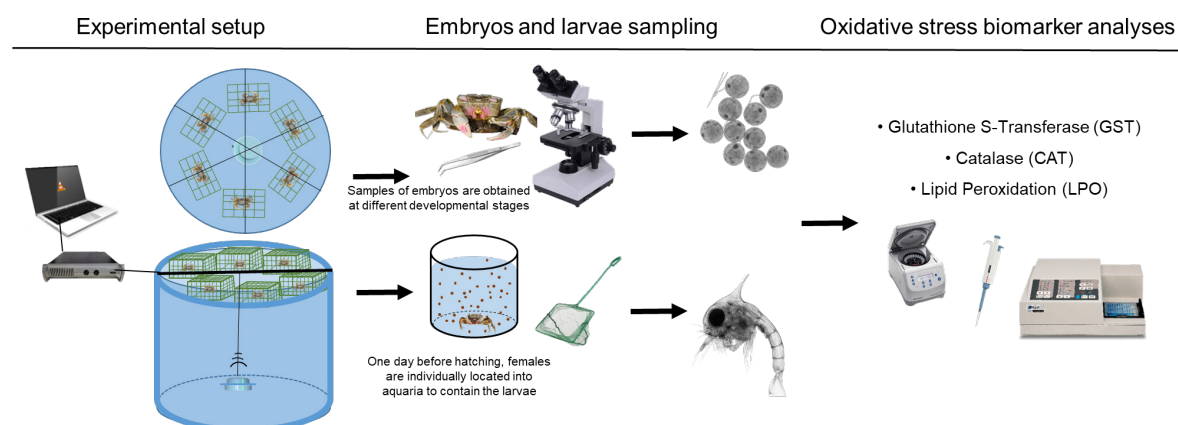 Experimental setup
Embryos and larvae sampling
Oxidative stress biomarker analyses
Samples of embryos are obtained
at different developmental stages
One day before hatching, females
are individually located into
aquaria to contain the larvae
• Glutathione S-Transferase (GST)
• Catalase (CAT)
• Lipid Peroxidation (LPO)